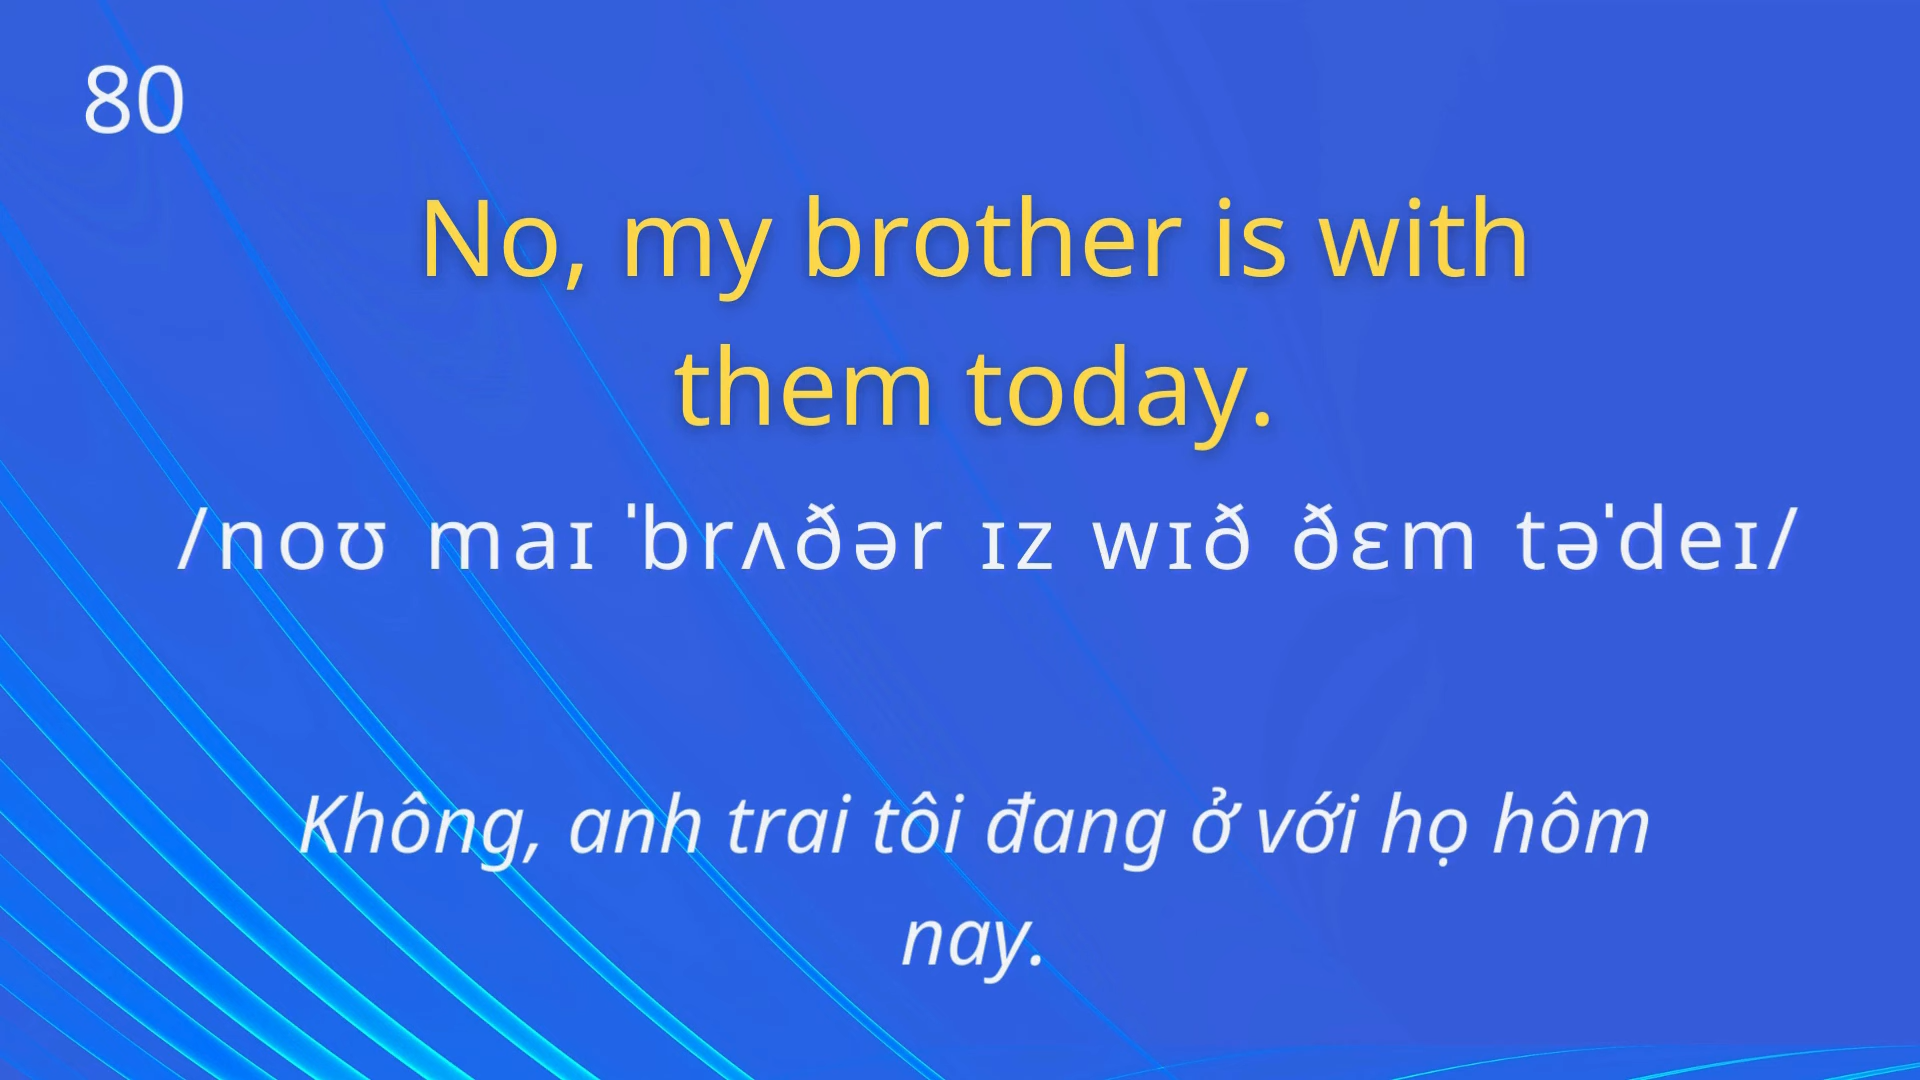 80
No, my brother is with
them today.
/noʊ maɪ ˈbrʌðər ɪz wɪð ðɛm təˈdeɪ/
Không, anh trai tôi đang ở với họ hôm
nay.